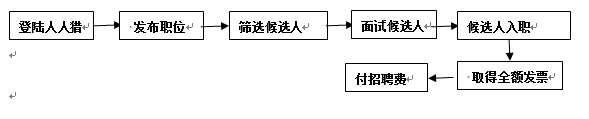 登陆人人猎
发布职位
筛选候选人
面试候选人
候选人入职
取得全额发票
付招聘费